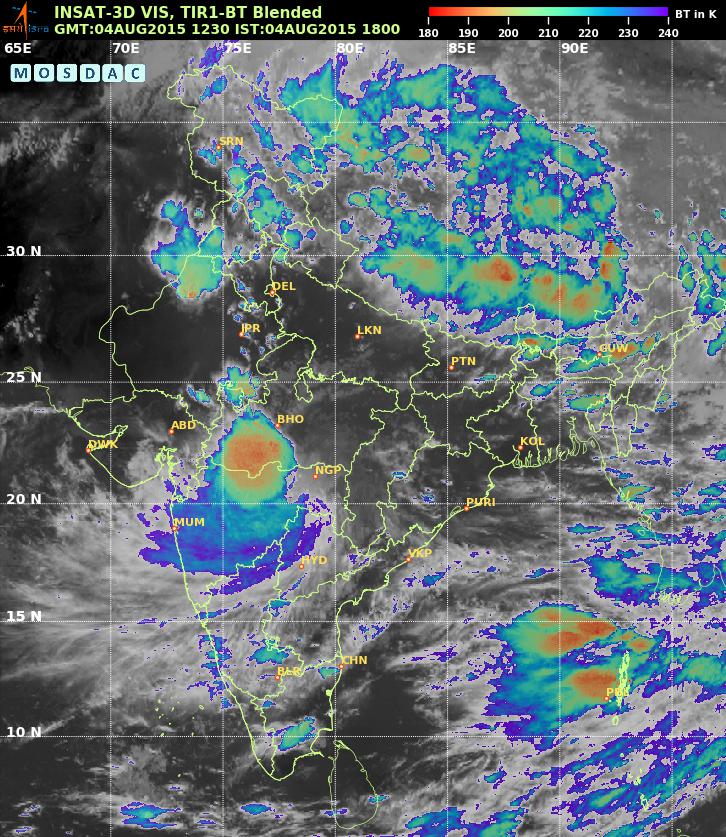 INSAT-3D VIS, TIR1-BT Blended
GMT:04AUG2015 1230 IST:04AUG2015 1800
BT in K
180 190 200 210 220 230 240
65E 70E 75E 80E 85E 90E
MOSDAC
SRN
30 N
DEL
JPR
LKN
GUW
PTN
25 N
BHO
ABD
DWK
KOL
NGP
20 N
PURI
MUM
VKP
HYD
15 N
CHN
BLR
10 N